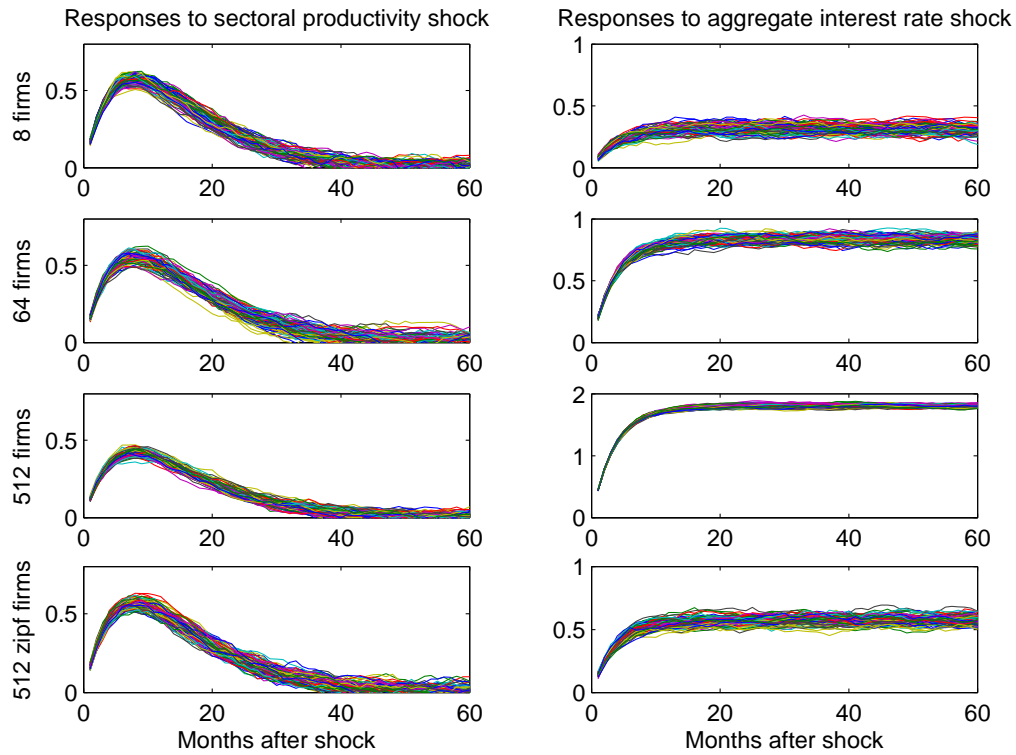 Responses to sectoral productivity shock
Responses to aggregate interest rate shock
8 firms
0.5
0
0 20 40 60
1
0.5
0
0 20 40 60
64 firms
0.5
0
0 20 40 60
1
0.5
0
0 20 40 60
512 firms
0.5
0
0 20 40 60
2
1
0
0 20 40 60
512 zipf firms
0.5
0
0 20 40 60
Months after shock
1
0.5
0
0 20 40 60
Months after shock